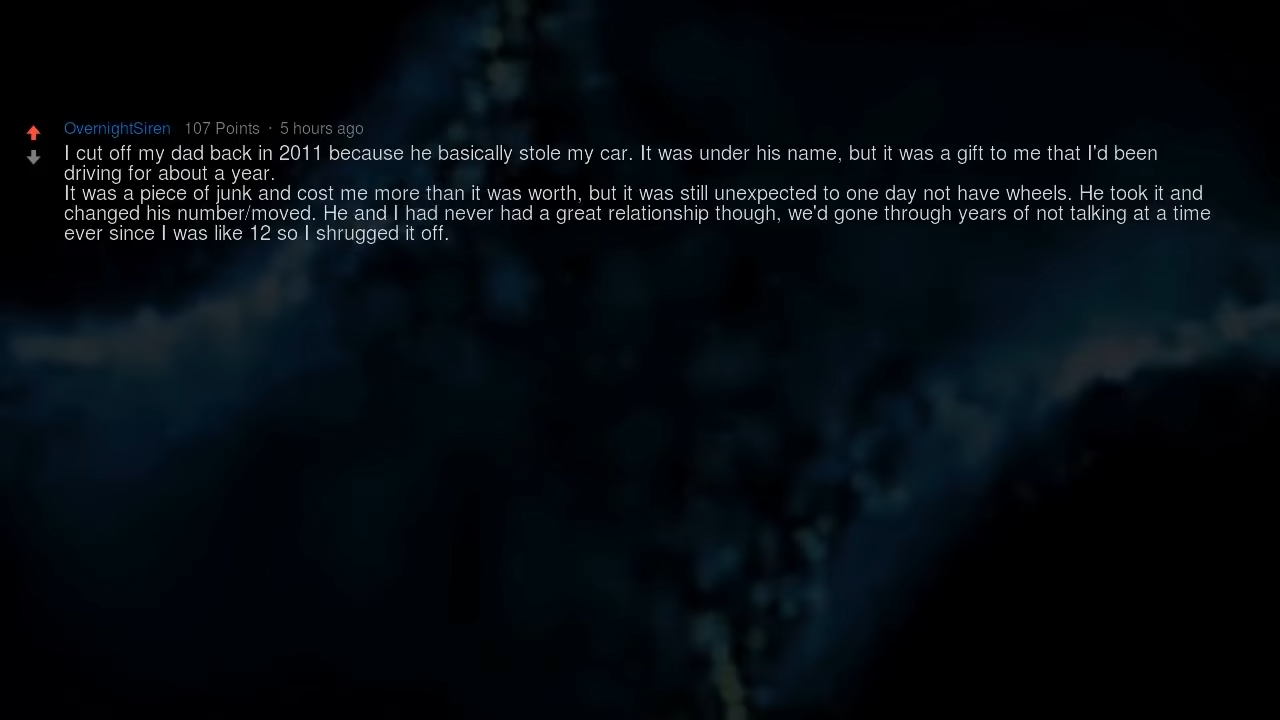 OvernightSiren 107 Points · 5 hours ago
I cut off my dad back in 2011 because he basically stole my car. It was under his name, but it was a gift to me that I'd been
driving for about a year.
It was a piece of junk and cost me more than it was worth, but it was still unexpected to one day not have wheels. He took it and
changed his number/moved. He and I had never had a great relationship though, we'd gone through years of not talking at a time
ever since I was like 12 so I shrugged it off.